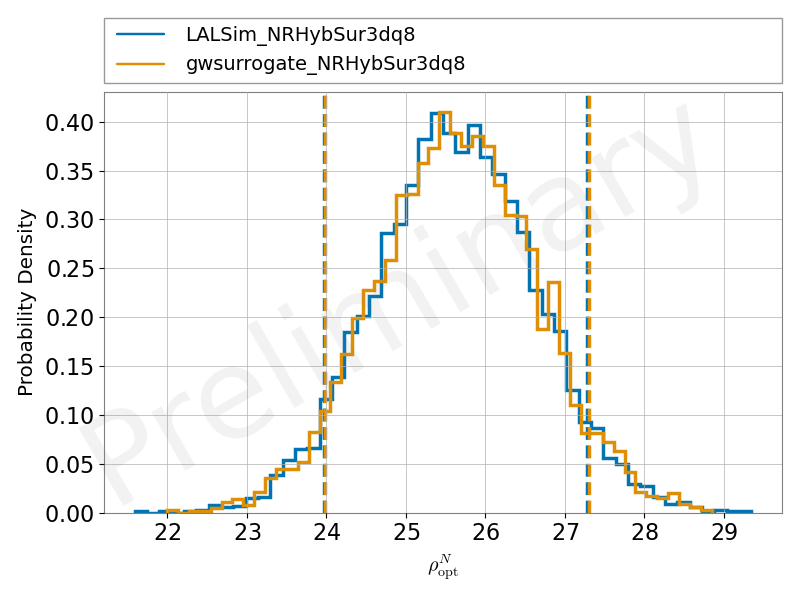 LALSim_NRHybSur3dq8
gwsurrogate_NRHybSur3dq8
0.40
0.35
0.30
0.25
0.20
0.15
0.10
0.05
0.00
Probability Density
Preliminary
22 23 24 25 26 27 28 29
ρ_opt^N